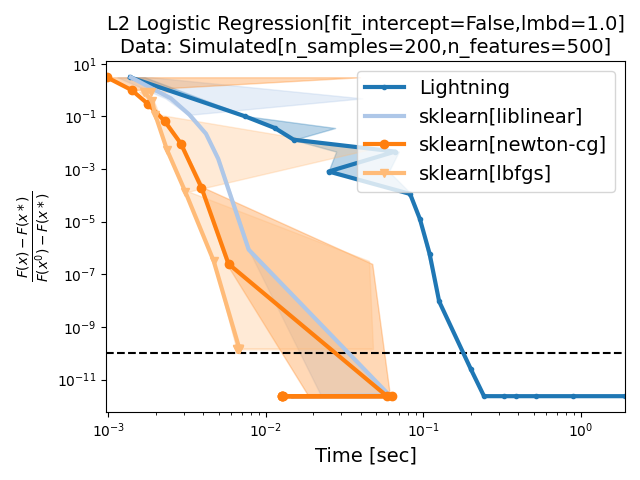 L2 Logistic Regression[fit_intercept=False,lmbd=1.0]
Data: Simulated[n_samples=200,n_features=500]
10^1
10^-1
10^-3
10^-5
10^-7
10^-9
10^-11
F(x) − F(x*)
F(x^0) − F(x*)
Lightning
sklearn[liblinear]
sklearn[newton-cg]
sklearn[lbfgs]
10^-3
10^-2
10^-1
10^0
Time [sec]